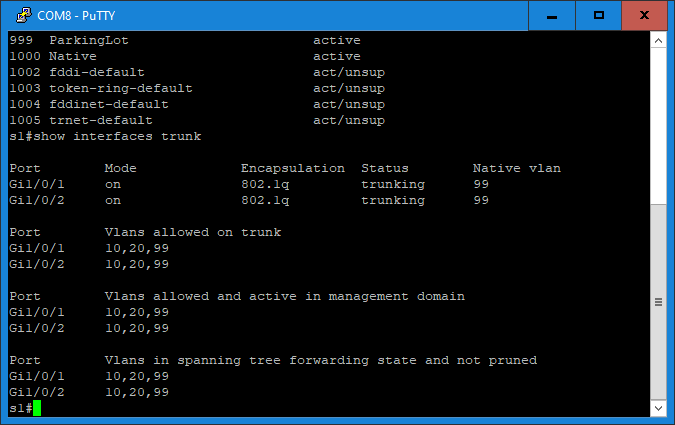 COM8 - PuTTY
999  ParkingLot                       active
1000 Native                           active
1002 fddi-default                     act/unsup
1003 token-ring-default               act/unsup
1004 fddinet-default                  act/unsup
1005 trnet-default                    act/unsup
s1#show interfaces trunk

Port        Mode             Encapsulation  Status        Native vlan
Gi1/0/1     on               802.1q         trunking      99
Gi1/0/2     on               802.1q         trunking      99

Port        Vlans allowed on trunk
Gi1/0/1     10,20,99
Gi1/0/2     10,20,99

Port        Vlans allowed and active in management domain
Gi1/0/1     10,20,99
Gi1/0/2     10,20,99

Port        Vlans in spanning tree forwarding state and not pruned
Gi1/0/1     10,20,99
Gi1/0/2     10,20,99
s1#